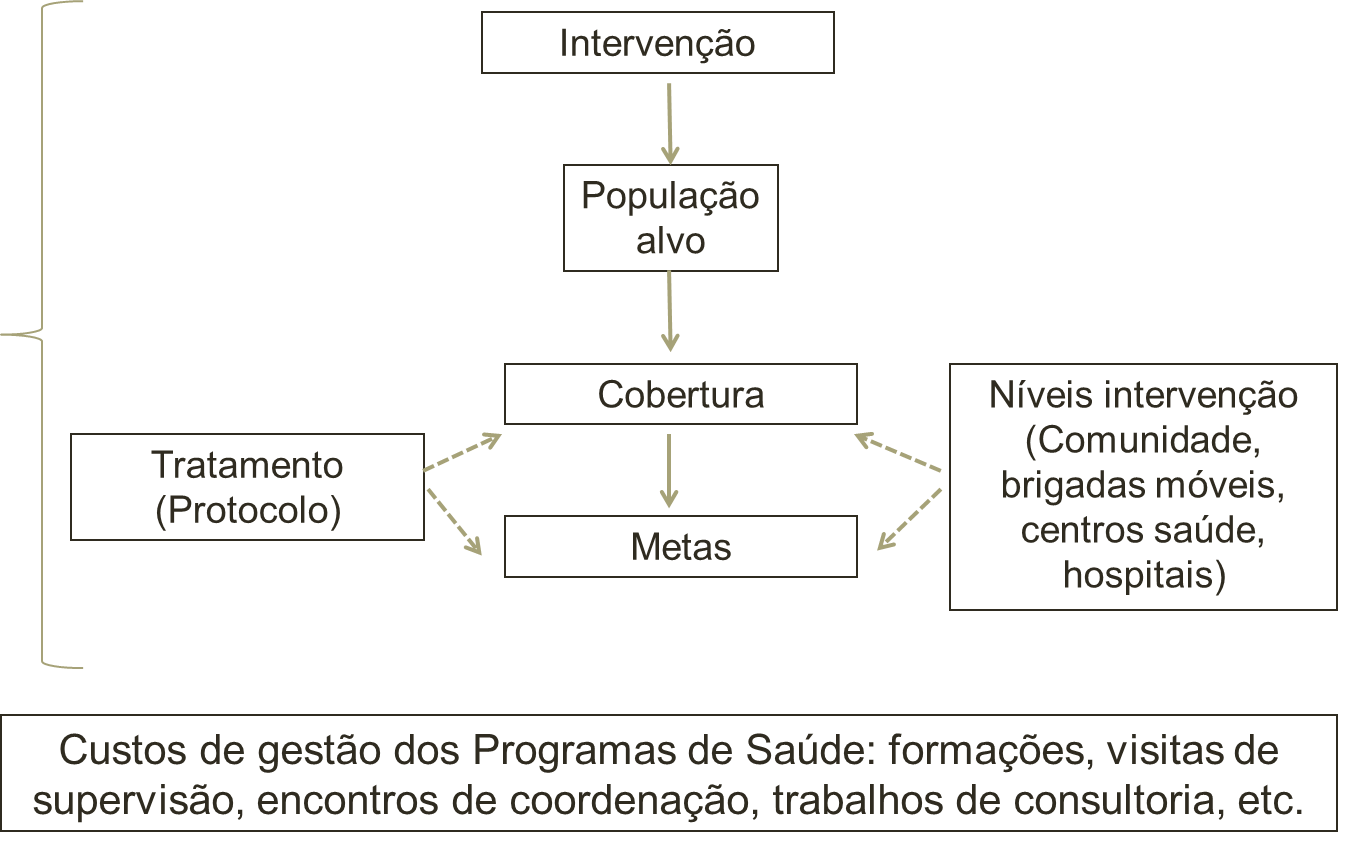 Intervenção
População
alvo
Cobertura
Tratamento
(Protocolo)
Metas
Níveis intervenção
(Comunidade,
brigadas móveis,
centros saúde,
hospitais)
Custos de gestão dos Programas de Saúde: formações, visitas de
supervisão, encontros de coordenação, trabalhos de consultoria, etc.